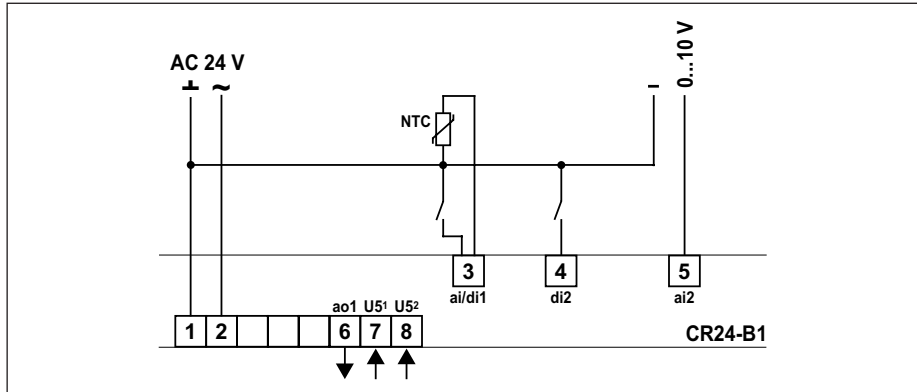 AC 24 V
⊥ ~
– 0...10 V
NTC
3 4 5
ai/di1 di2 ai2
ao1 U5¹ U5²
1 2 6 7 8
CR24-B1